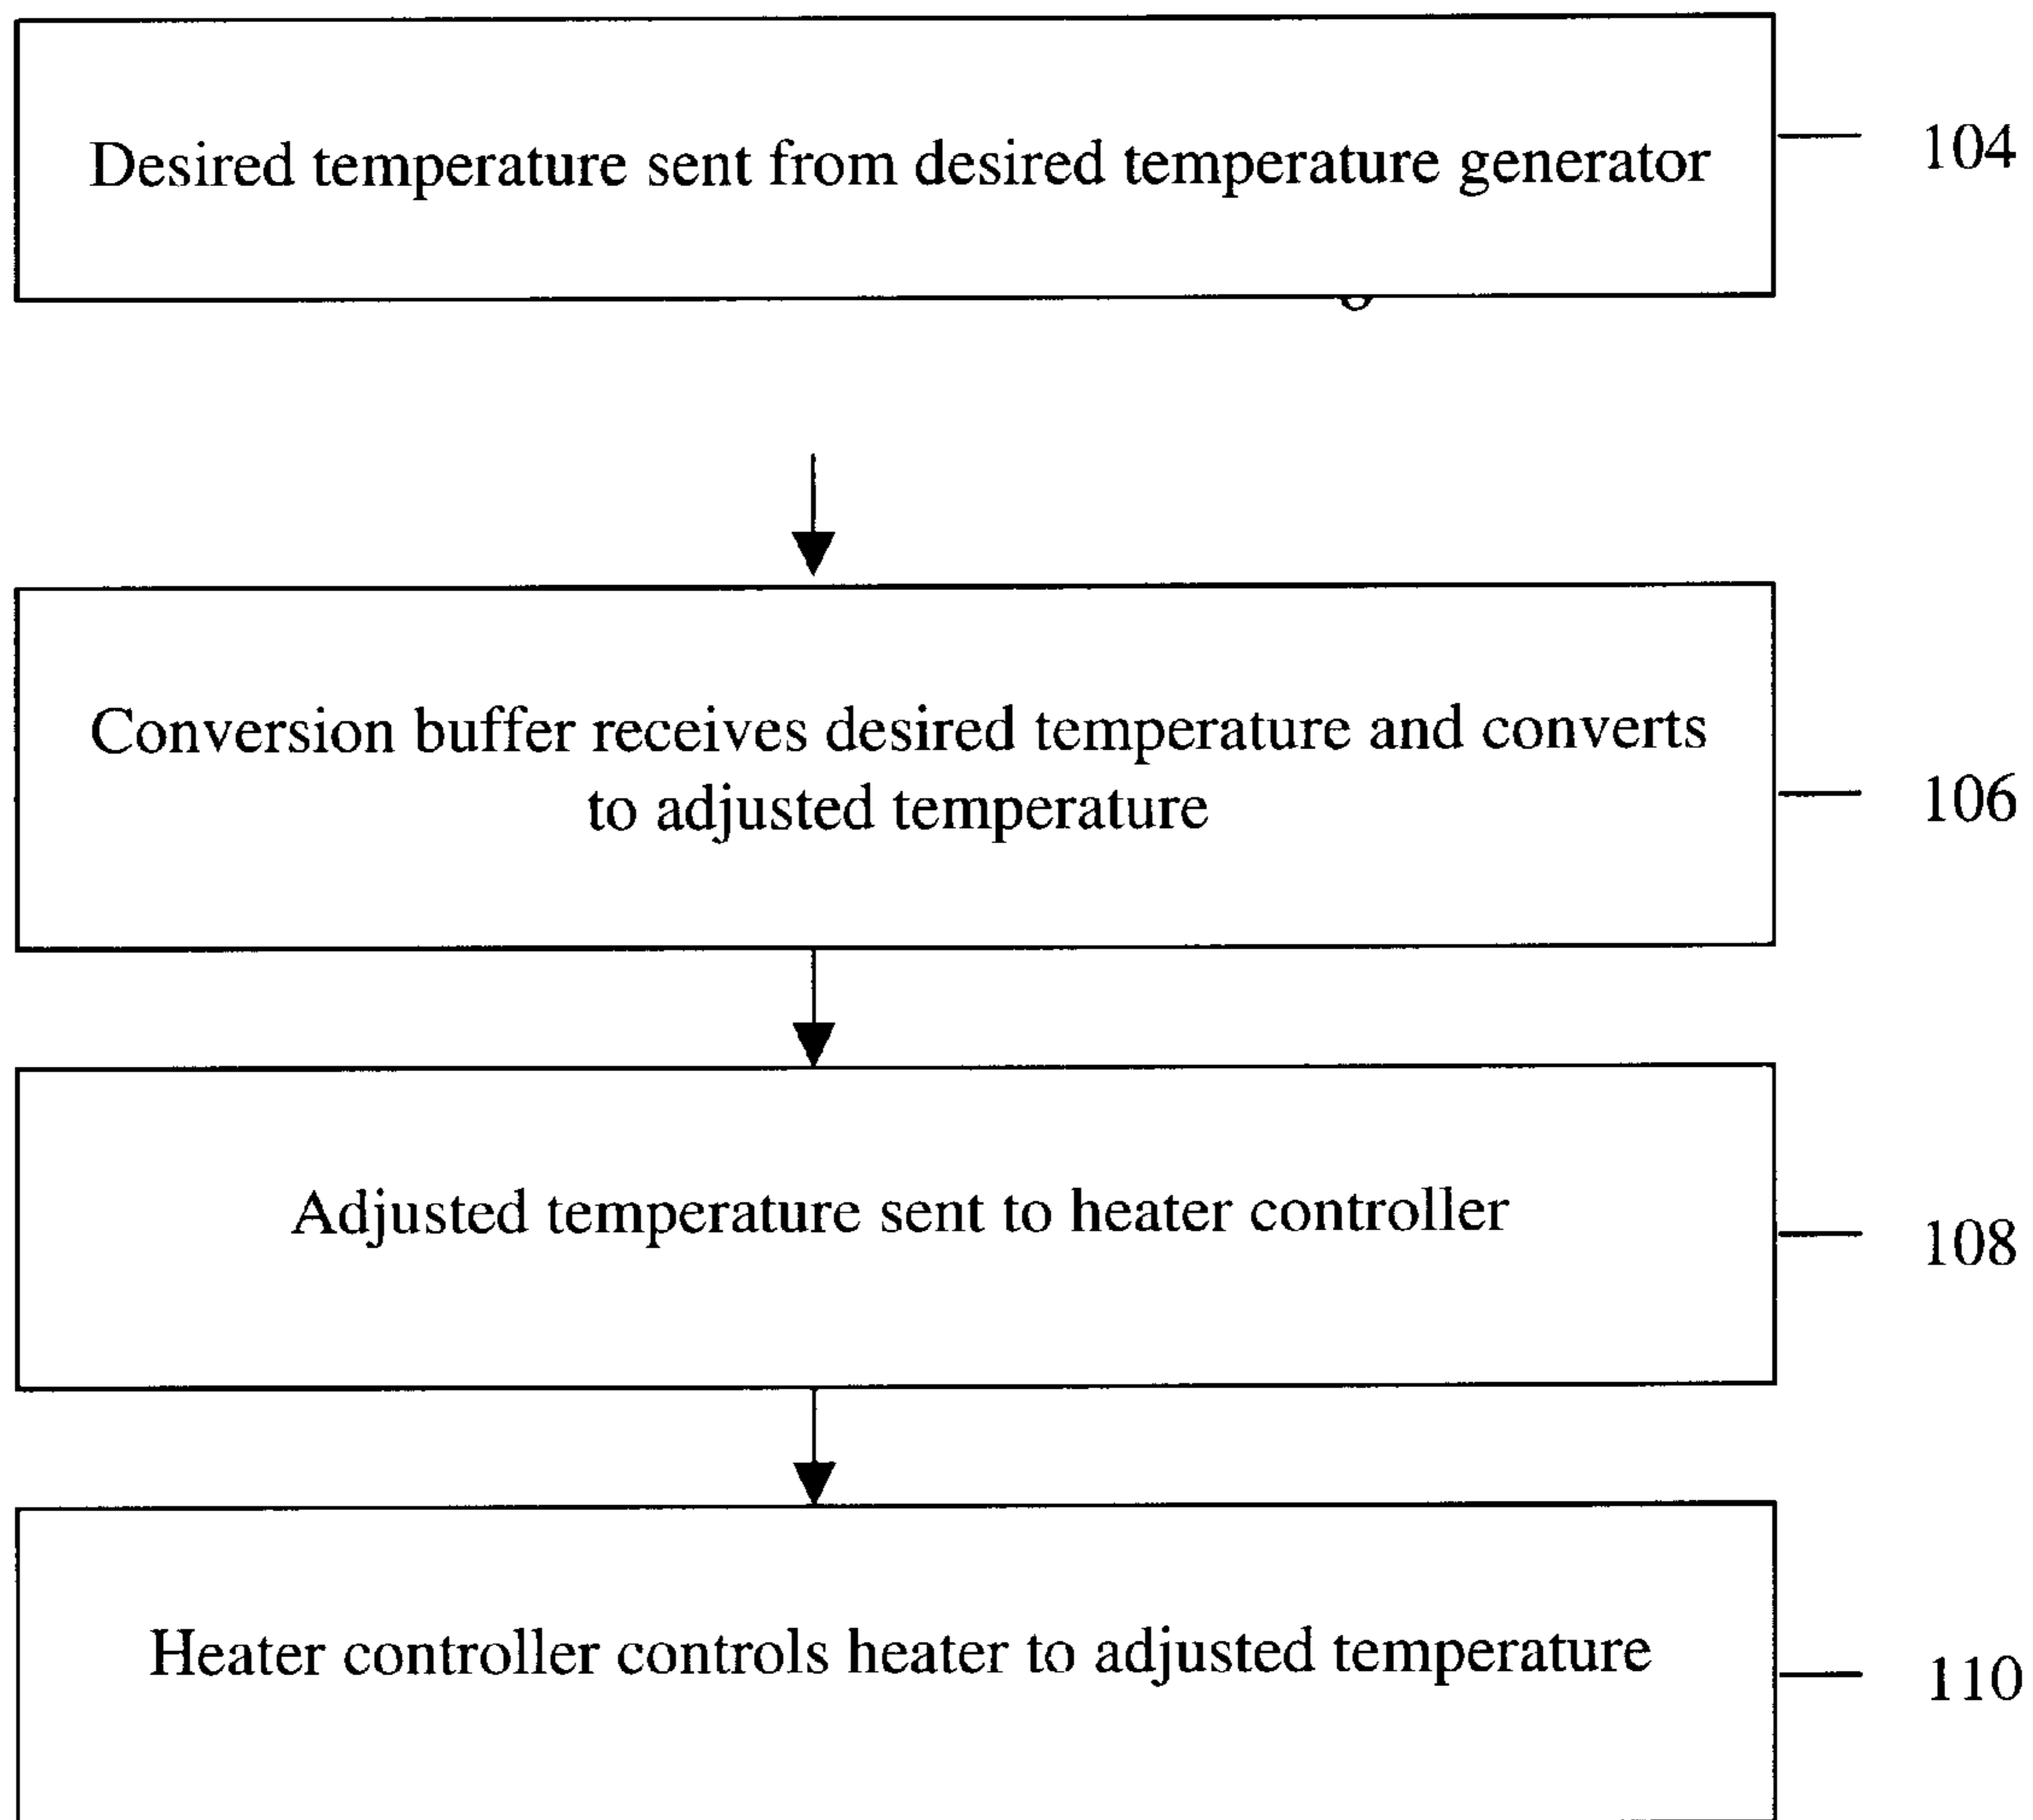 Desired temperature sent from desired temperature generator
104
Conversion buffer receives desired temperature and converts
to adjusted temperature
106
Adjusted temperature sent to heater controller
108
Heater controller controls heater to adjusted temperature
110